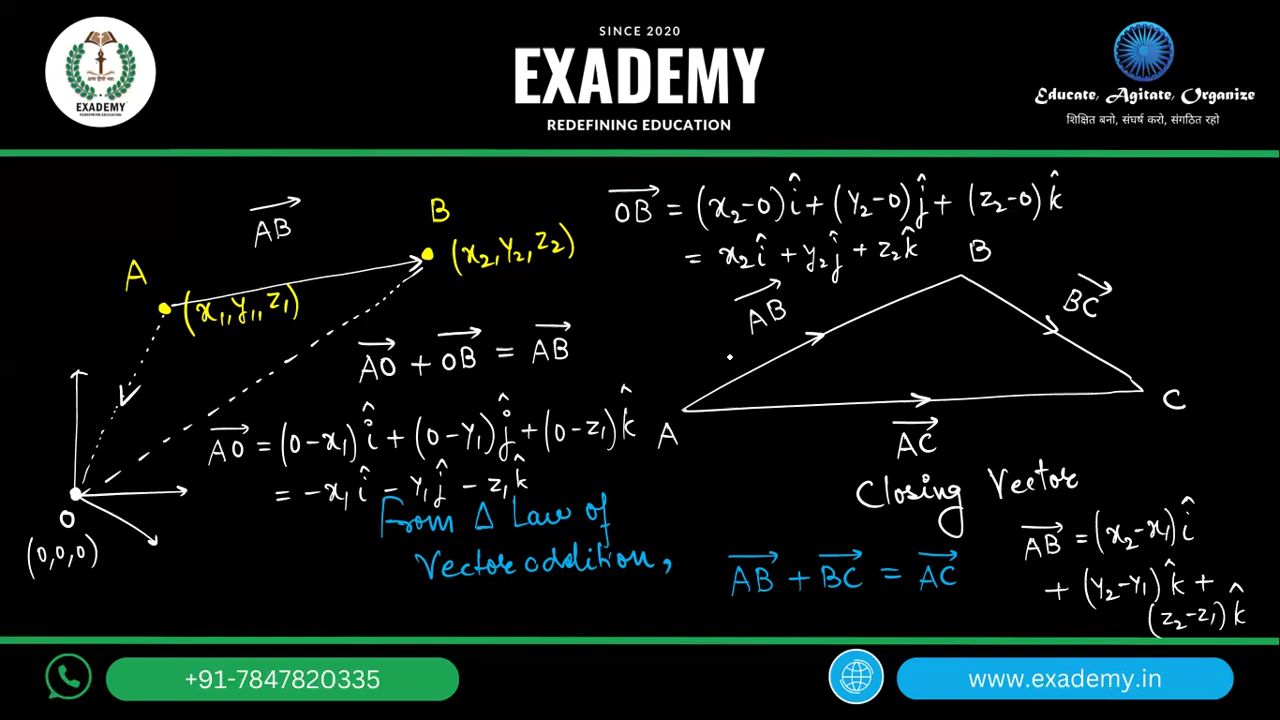 SINCE 2020
EXADEMY
REDEFINING EDUCATION
EXADEMY
REDEFINING EDUCATION
Educate, Agitate, Organize
शिक्षित बनो, संघर्ष करो, संगठित रहो
AB
A
(x₁, y₁, z₁)
B
(x₂, y₂, z₂)
OB = (x₂-0)î + (y₂-0)ĵ + (z₂-0)k̂
= x₂î + y₂ĵ + z₂k̂
AO + OB = AB
AO = (0-x₁)î + (0-y₁)ĵ + (0-z₁)k̂
= -x₁î - y₁ĵ - z₁k̂
O
(0,0,0)
B
AB
BC
A
C
AC
Closing Vector
From Δ Law of
Vector addition,
AB + BC = AC
AB = (x₂-x₁)î
+ (y₂-y₁)k̂ +
(z₂-z₁)k̂
+91-7847820335
www.exademy.in